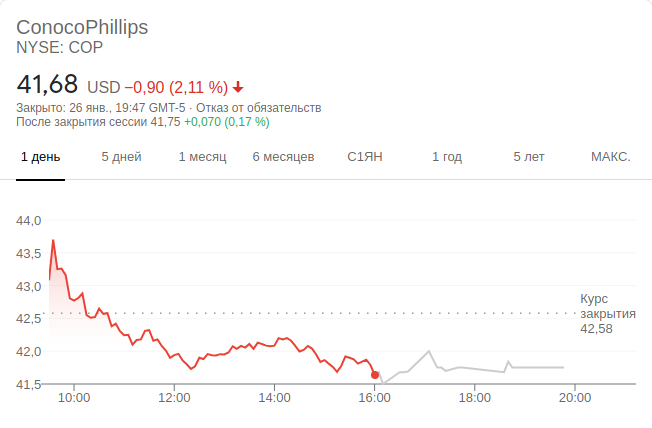 ConocoPhillips
NYSE: COP
41,68 USD −0,90 (2,11 %)
Закрыто: 26 янв., 19:47 GMT-5 · Отказ от обязательств
После закрытия сессии 41,75 +0,070 (0,17 %)
1 день 5 дней 1 месяц 6 месяцев С1ЯН 1 год 5 лет МАКС.
44,0
43,5
43,0
42,5
42,0
41,5
Курс
закрытия
42,58
10:00 12:00 14:00 16:00 18:00 20:00